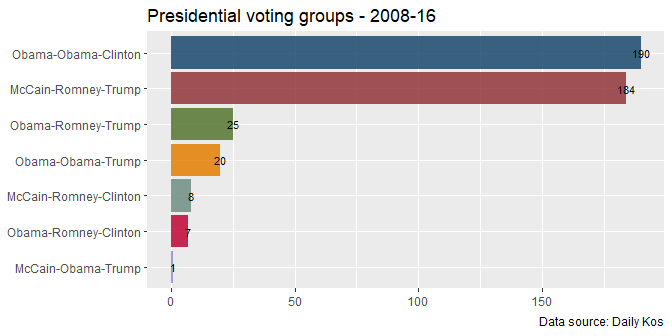 Presidential voting groups - 2008-16
Obama-Obama-Clinton 190
McCain-Romney-Trump 184
Obama-Romney-Trump 25
Obama-Obama-Trump 20
McCain-Romney-Clinton 8
Obama-Romney-Clinton 7
McCain-Obama-Trump 1
0 50 100 150
Data source: Daily Kos